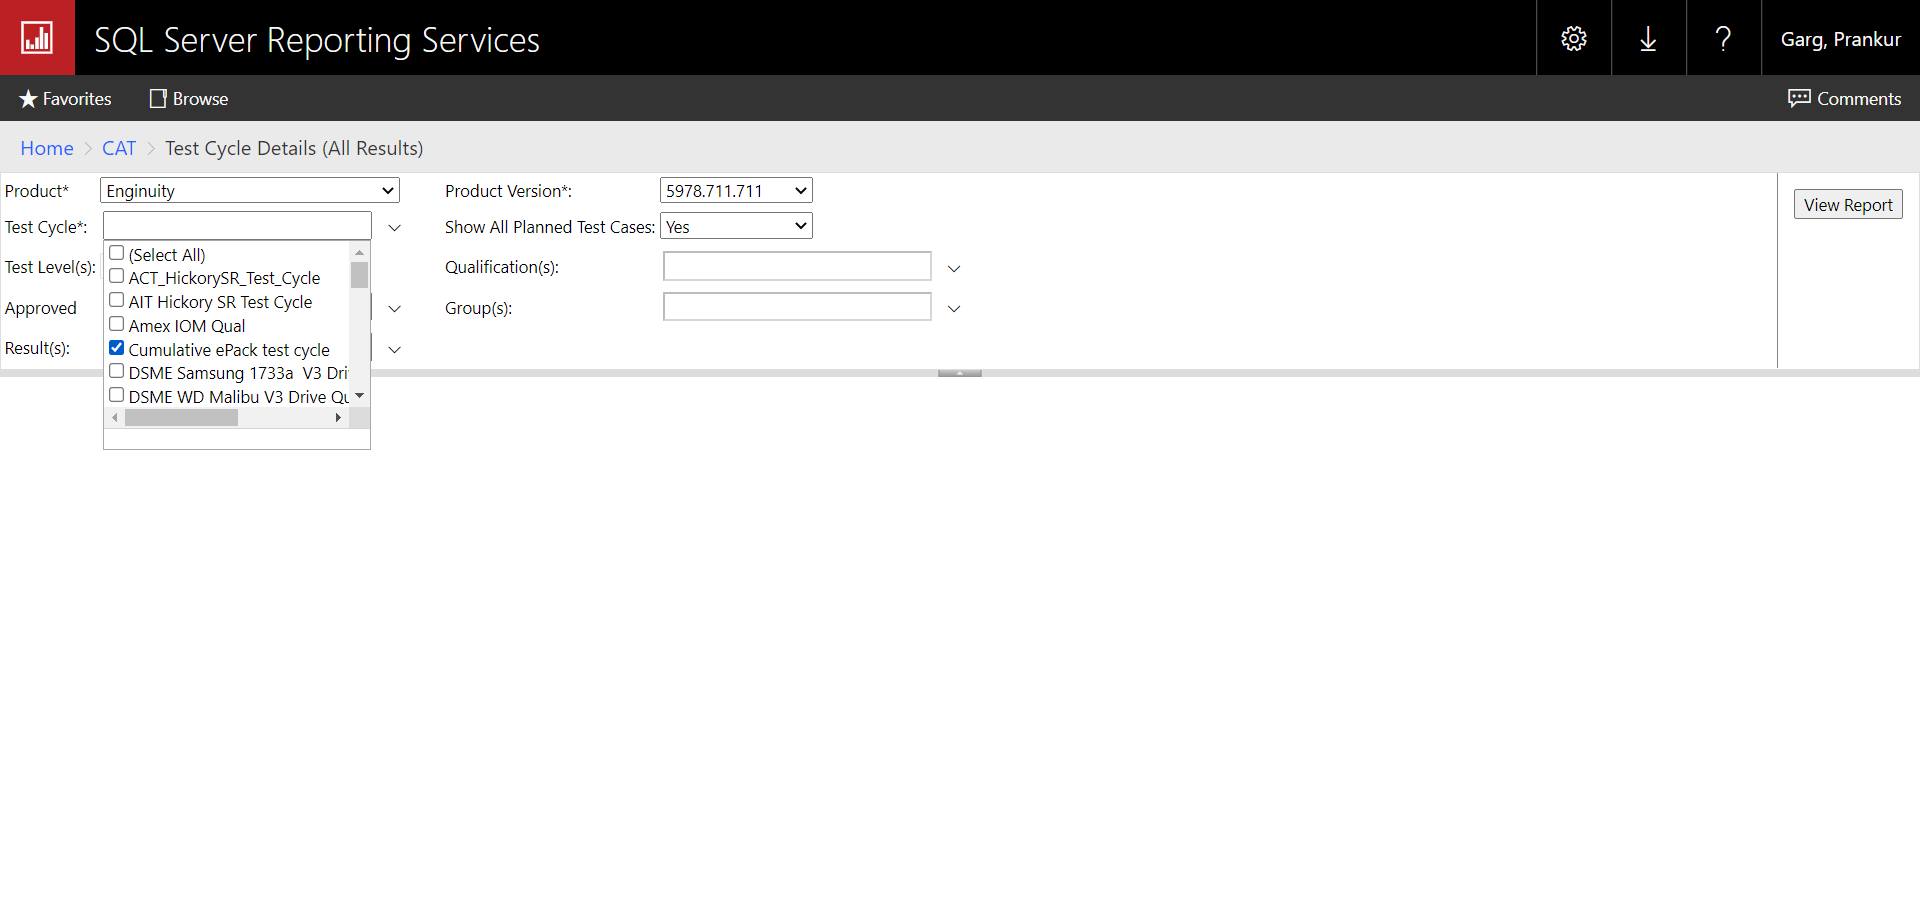 SQL Server Reporting Services
? Garg, Prankur
Favorites Browse Comments
Home > CAT > Test Cycle Details (All Results)
Product* Enginuity Product Version*: 5978.711.711 View Report
Test Cycle*: Show All Planned Test Cases: Yes
(Select All)
Test Level(s): Qualification(s):
ACT_HickorySR_Test_Cycle
AIT Hickory SR Test Cycle
Approved Group(s):
Amex IOM Qual
Result(s): Cumulative ePack test cycle
DSME Samsung 1733a V3 Dri
DSME WD Malibu V3 Drive Qu